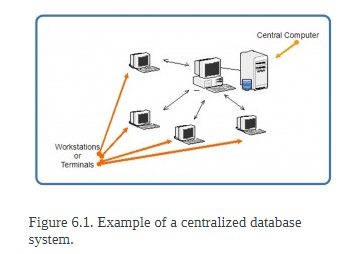 Central Computer
Workstations
or
Terminals
Figure 6.1. Example of a centralized database
system.